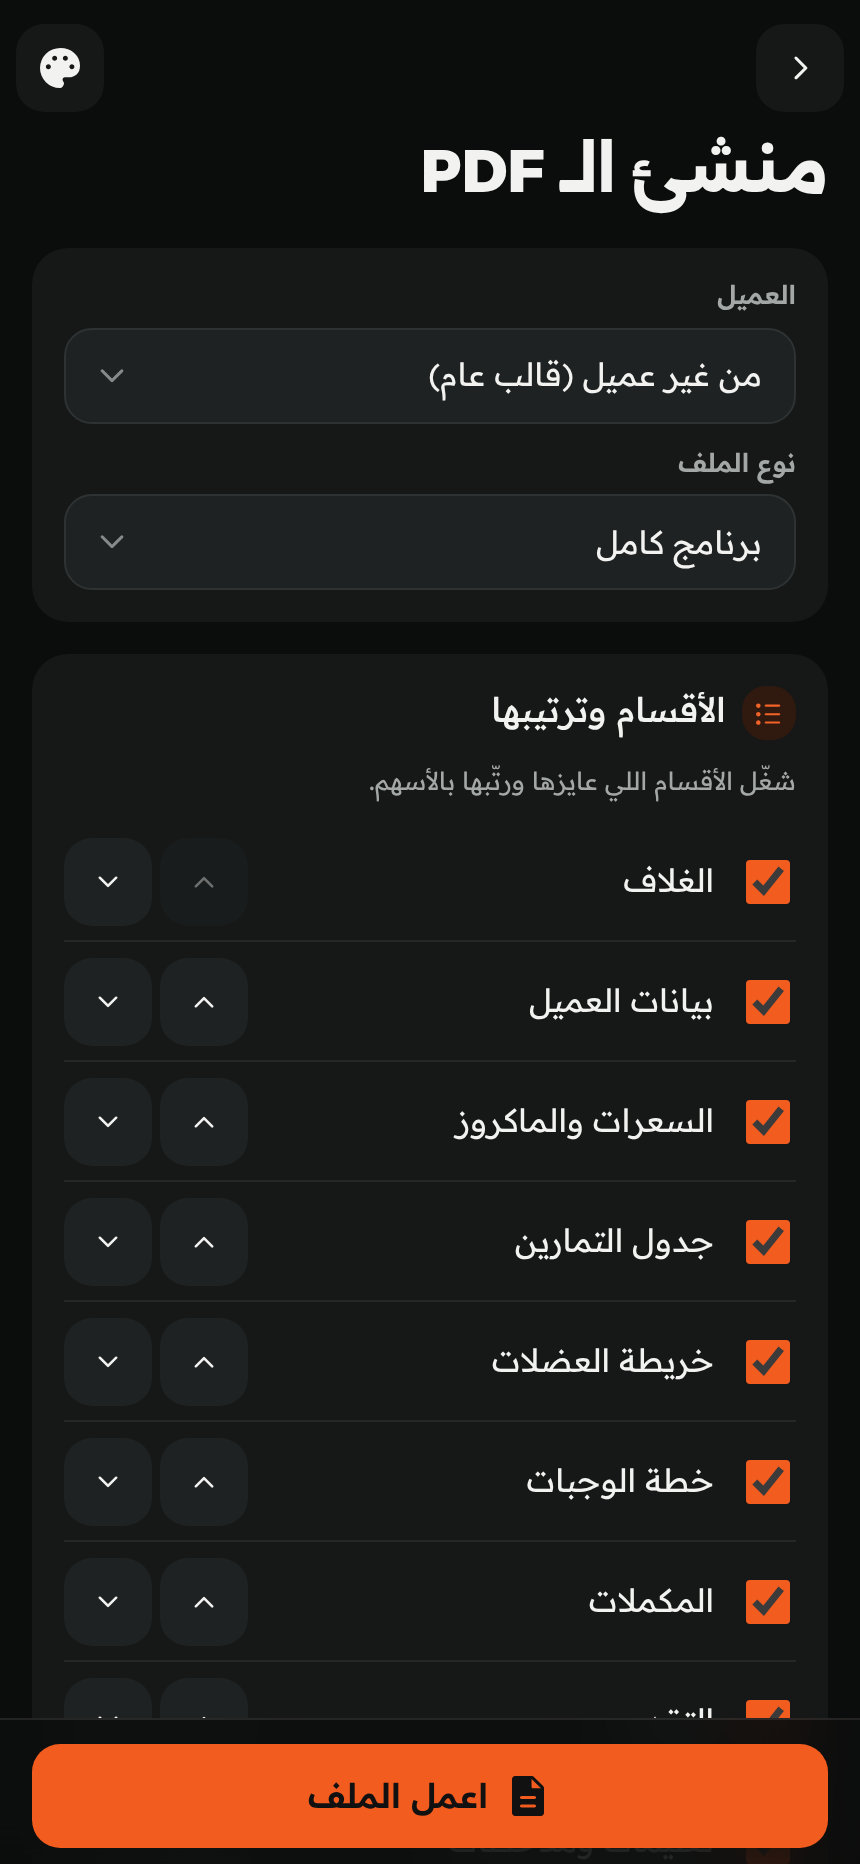 منشئ الـ PDF
العميل
من غير عميل (قالب عام)
نوع الملف
برنامج كامل
الأقسام وترتيبها
شغّل الأقسام اللي عايزها ورتّبها بالأسهم.
الغلاف
بيانات العميل
السعرات والماكروز
جدول التمارين
خريطة العضلات
خطة الوجبات
المكملات
اعمل الملف